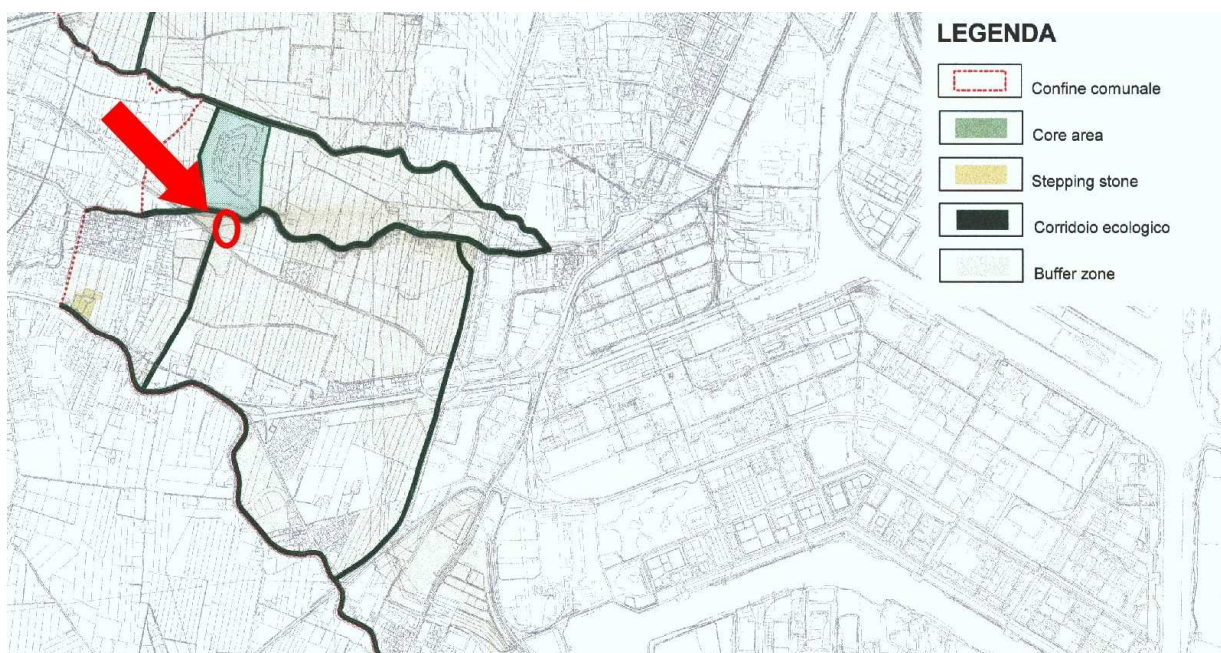 LEGENDA
Confine comunale
Core area
Stepping stone
Corridoio ecologico
Buffer zone